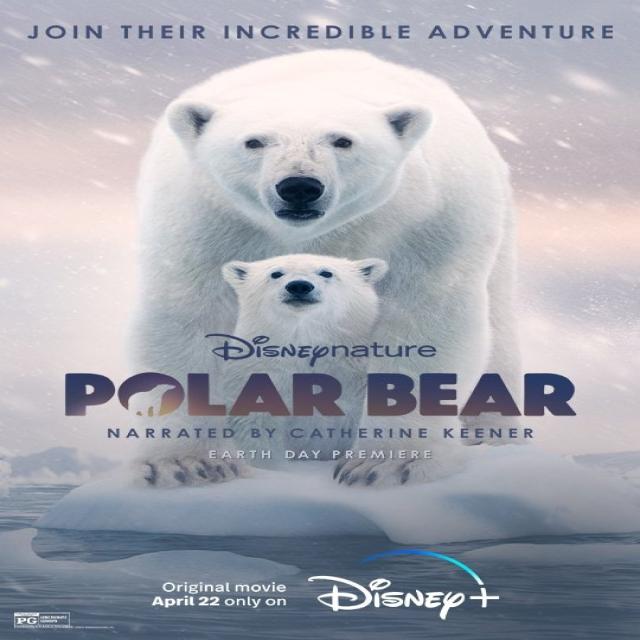 JOIN THEIR INCREDIBLE ADVENTURE
Disneynature
POLAR BEAR
NARRATED BY CATHERINE KEENER
EARTH DAY PREMIERE
Original movie
April 22 only on
Disney+
PG